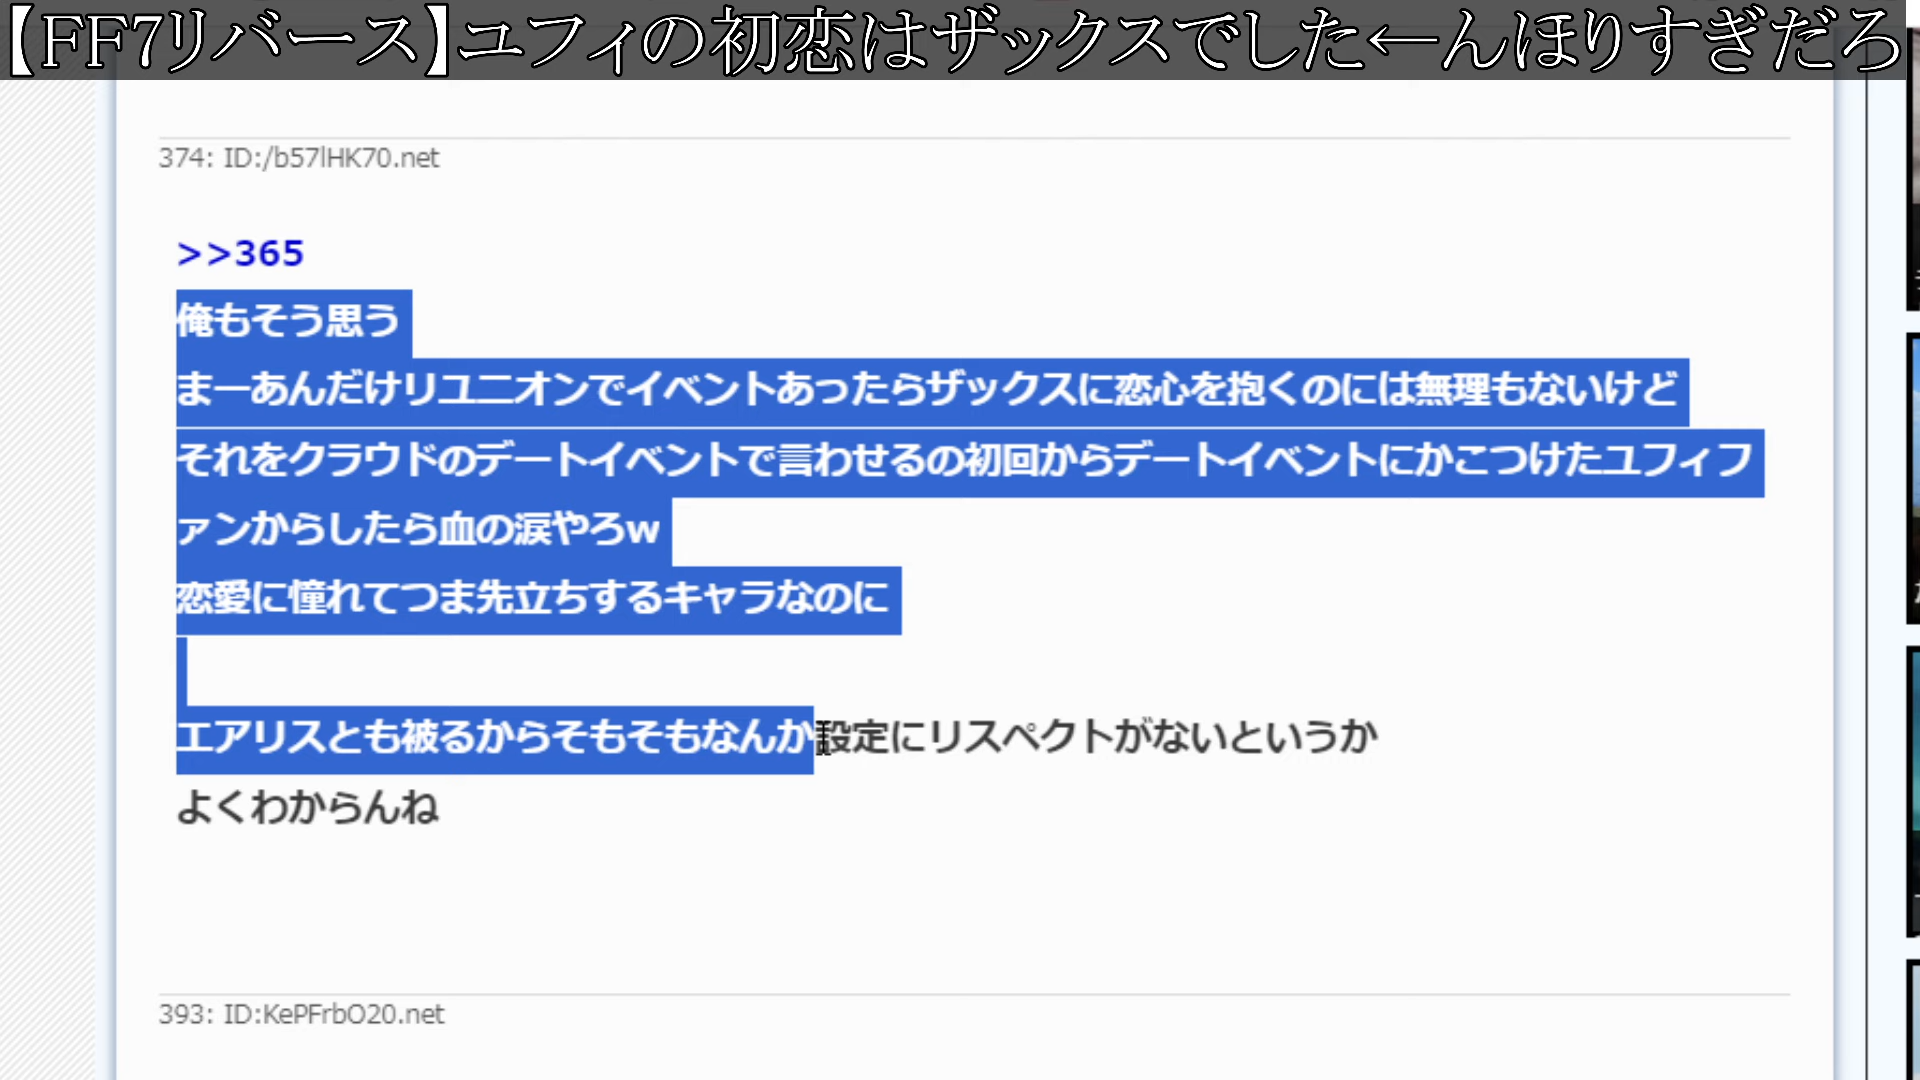 【FF7リバース】ユフィの初恋はザックスでした←んほりすぎだろ
374: ID:/b57lHK70.net
>>365
俺もそう思う
まーあんだけリユニオンでイベントあったらザックスに恋心を抱くのには無理もないけど
それをクラウドのデートイベントで言わせるの初回からデートイベントにかこつけたユフィフ
ァンからしたら血の涙やろw
恋愛に憧れてつま先立ちするキャラなのに
エアリスとも被るからそもそもなんか設定にリスペクトがないというか
よくわからんね
393: ID:KePFrbO20.net